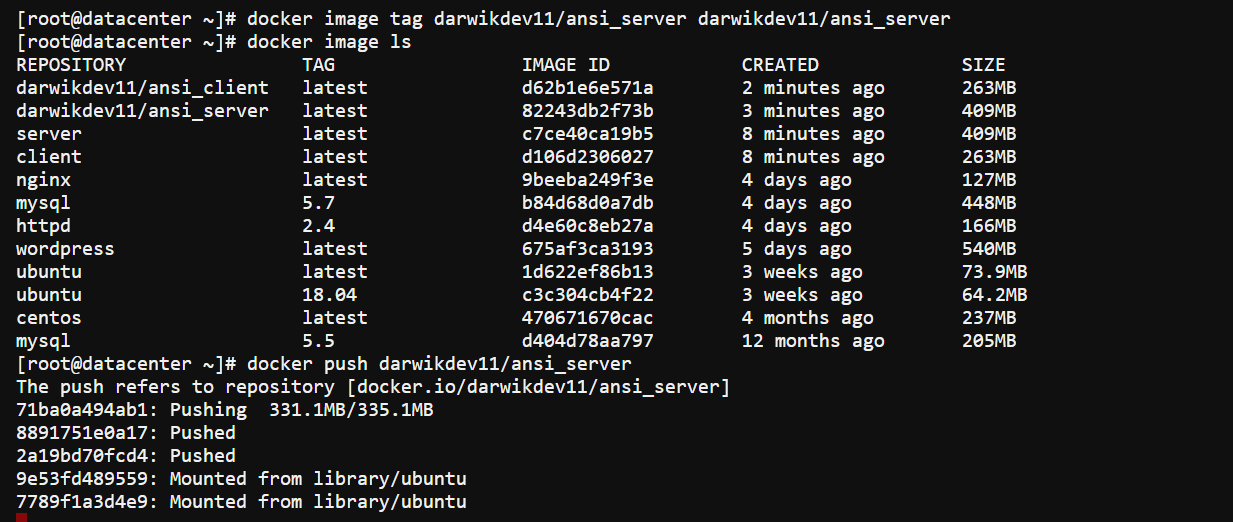 [root@datacenter ~]# docker image tag darwikdev11/ansi_server darwikdev11/ansi_server
[root@datacenter ~]# docker image ls
REPOSITORY                TAG                 IMAGE ID            CREATED             SIZE
darwikdev11/ansi_client   latest              d62b1e6e571a        2 minutes ago       263MB
darwikdev11/ansi_server   latest              82243db2f73b        3 minutes ago       409MB
server                    latest              c7ce40ca19b5        8 minutes ago       409MB
client                    latest              d106d2306027        8 minutes ago       263MB
nginx                     latest              9beeba249f3e        4 days ago          127MB
mysql                     5.7                 b84d68d0a7db        4 days ago          448MB
httpd                     2.4                 d4e60c8eb27a        4 days ago          166MB
wordpress                 latest              675af3ca3193        5 days ago          540MB
ubuntu                    latest              1d622ef86b13        3 weeks ago         73.9MB
ubuntu                    18.04               c3c304cb4f22        3 weeks ago         64.2MB
centos                    latest              470671670cac        4 months ago        237MB
mysql                     5.5                 d404d78aa797        12 months ago       205MB
[root@datacenter ~]# docker push darwikdev11/ansi_server
The push refers to repository [docker.io/darwikdev11/ansi_server]
71ba0a494ab1: Pushing  331.1MB/335.1MB
8891751e0a17: Pushed
2a19bd70fcd4: Pushed
9e53fd489559: Mounted from library/ubuntu
7789f1a3d4e9: Mounted from library/ubuntu